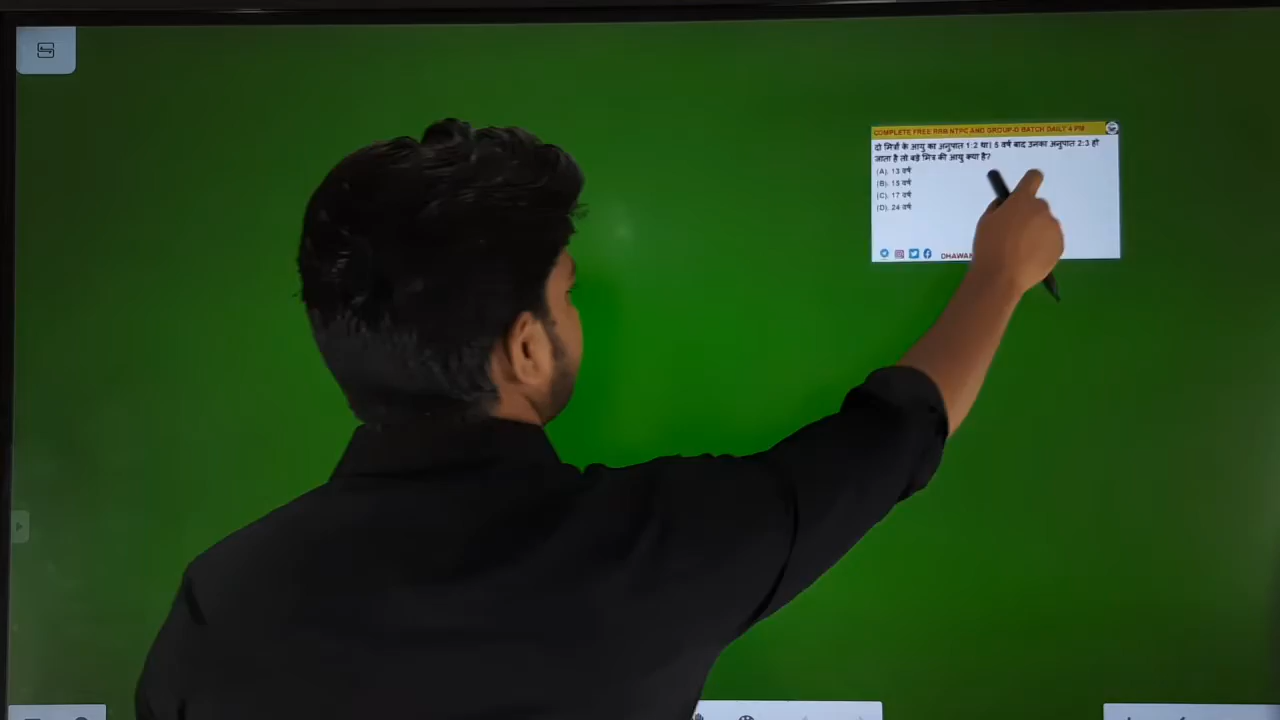 COMPLETE FREE RRB NTPC AND GROUP-D BATCH DAILY 4 PM
दो मित्रों के आयु का अनुपात 1:2 था। 5 वर्ष बाद उनका अनुपात 2:3 हो
जाता है तो बड़े मित्र की आयु क्या है?
(A). 13 वर्ष
(B). 15 वर्ष
(C). 17 वर्ष
(D). 24 वर्ष